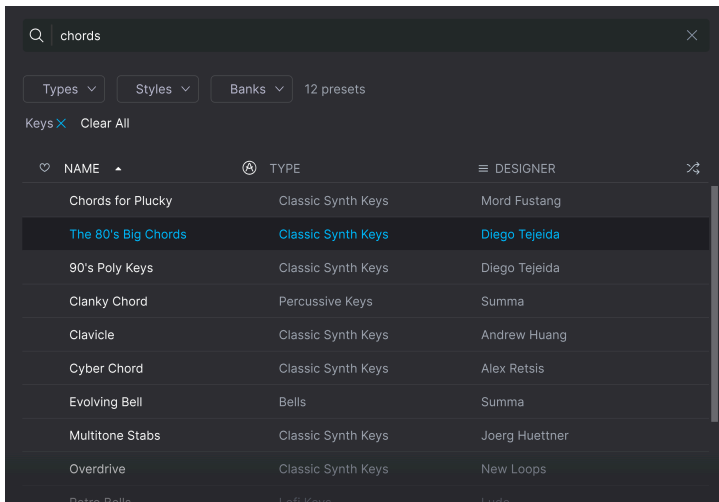 chords
Types Styles Banks 12 presets
Keys Clear All
NAME TYPE DESIGNER
Chords for Plucky Classic Synth Keys Mord Fustang
The 80's Big Chords Classic Synth Keys Diego Tejeida
90's Poly Keys Classic Synth Keys Diego Tejeida
Clanky Chord Percussive Keys Summa
Clavicle Classic Synth Keys Andrew Huang
Cyber Chord Classic Synth Keys Alex Retsis
Evolving Bell Bells Summa
Multitone Stabs Classic Synth Keys Joerg Huettner
Overdrive Classic Synth Keys New Loops
Lofi Keys